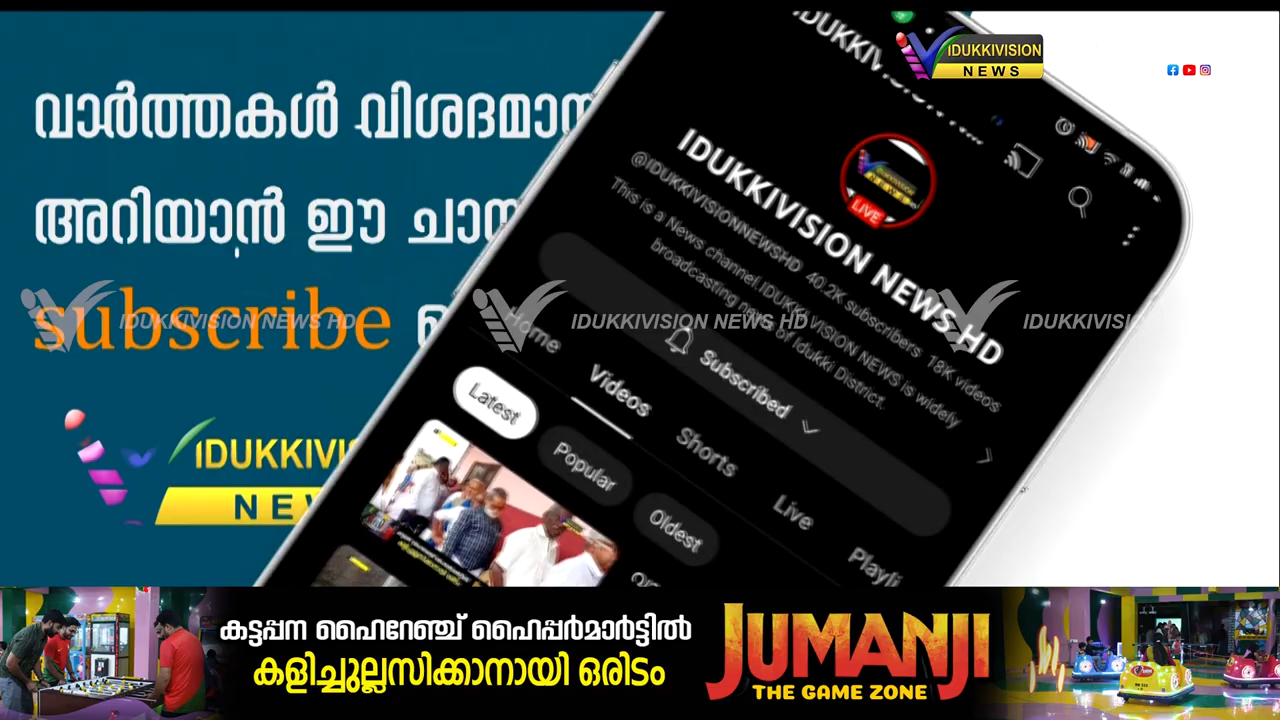 വാർത്തകൾ വിശദമായി
അറിയാൻ ഈ
subscribe
IDUKKIVISION
NEWS
IDUKKIVISION NEWS HD
@IDUKKIVISIONNEWSHD 40.2K subscribers 18K videos
This is a News channel.IDUKKI VISION NEWS is widely
broadcasting news of Idukki District.
Subscribed
Home
Videos
Shorts
Live
Latest
Popular
Oldest
LIVE
IDUKKIVISION NEWS HD
IDUKKIVISION NEWS HD
കട്ടപ്പന ഹൈറേഞ്ച് ഹൈപ്പർമാർട്ടിൽ
കളിച്ചുല്ലസിക്കാനായി ഒരിടം
JUMANJI
THE GAME ZONE